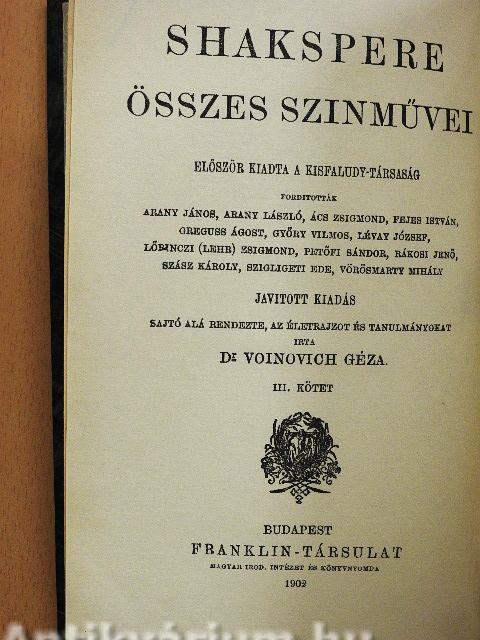 SHAKSPERE
ÖSSZES SZINMŰVEI
ELŐSZÖR KIADTA A KISFALUDY-TÁRSASÁG
FORDITOTTÁK
ARANY JÁNOS, ARANY LÁSZLÓ, ÁCS ZSIGMOND, FEJES ISTVÁN,
GREGUSS ÁGOST, GYŐRY VILMOS, LÉVAY JÓZSEF,
LŐRINCZI (LEHR) ZSIGMOND, PETŐFI SÁNDOR, RÁKOSI JENŐ,
SZÁSZ KÁROLY, SZIGLIGETI EDE, VÖRÖSMARTY MIHÁLY
JAVITOTT KIADÁS
SAJTÓ ALÁ RENDEZTE, AZ ÉLETRAJZOT ÉS TANULMÁNYOKAT
IRTA
DR VOINOVICH GÉZA.
III. KÖTET
BUDAPEST
FRANKLIN-TÁRSULAT
MAGYAR IROD. INTÉZET ÉS KÖNYVNYOMDA
1902
Antikvárium.hu